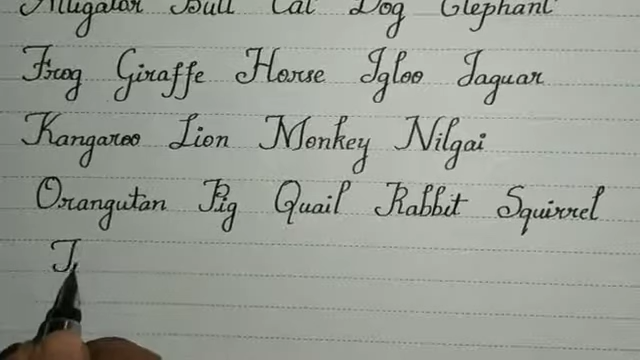 Alligator Bull Cat Dog Elephant
Frog Giraffe Horse Igloo Jaguar
Kangaroo Lion Monkey Nilgai
Orangutan Pig Quail Rabbit Squirrel
T